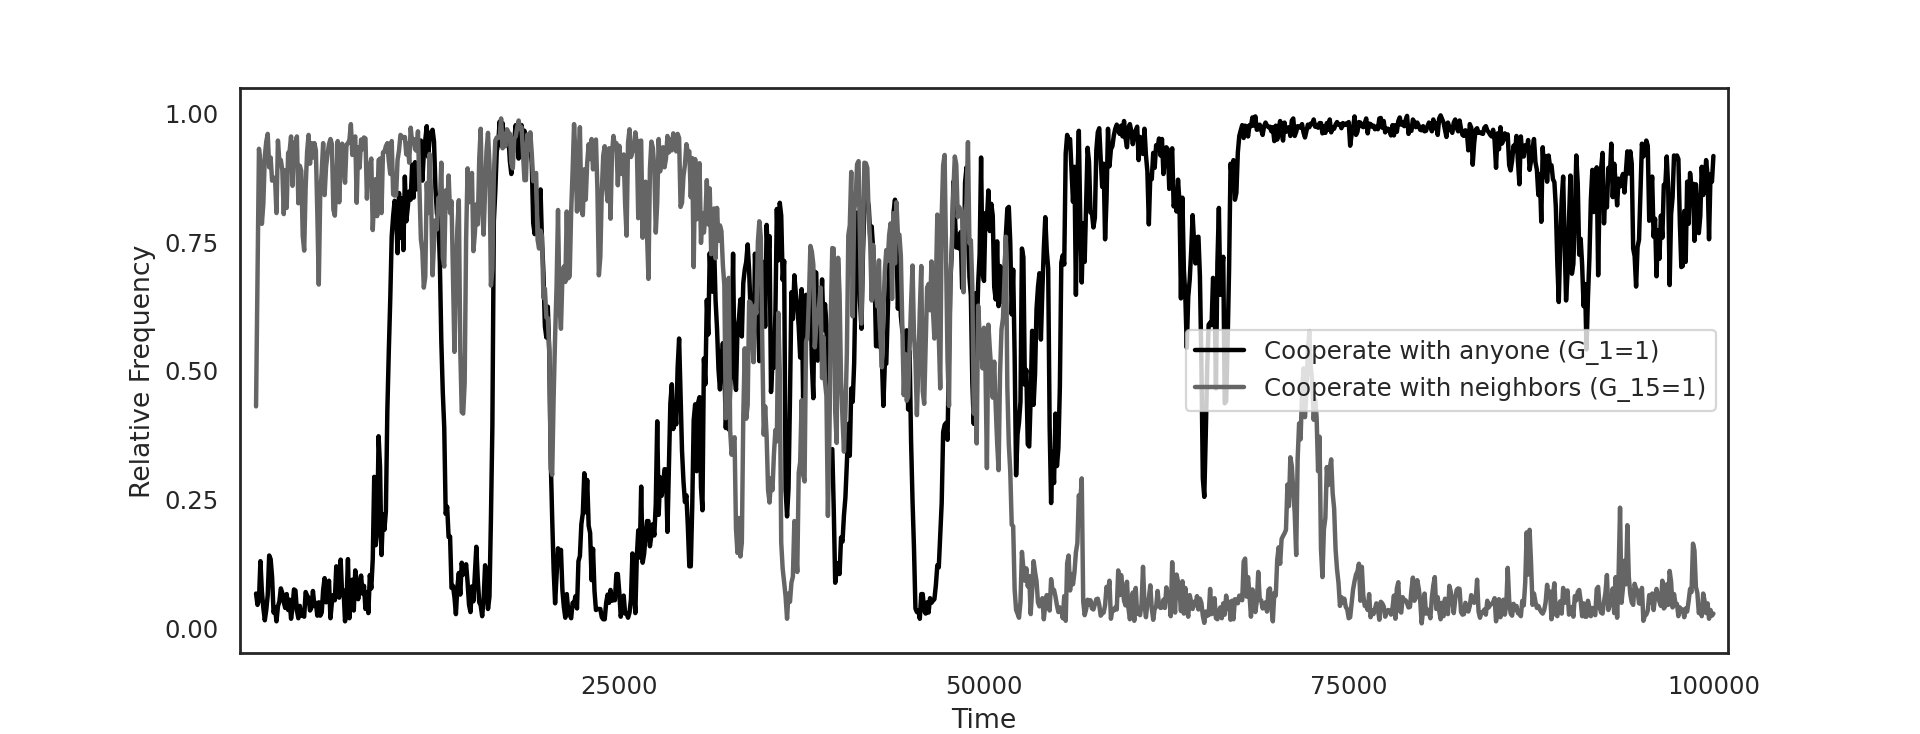 1.00
0.75
0.50
0.25
0.00
Relative Frequency
Cooperate with anyone (G_1=1)
Cooperate with neighbors (G_15=1)
25000
50000
75000
100000
Time